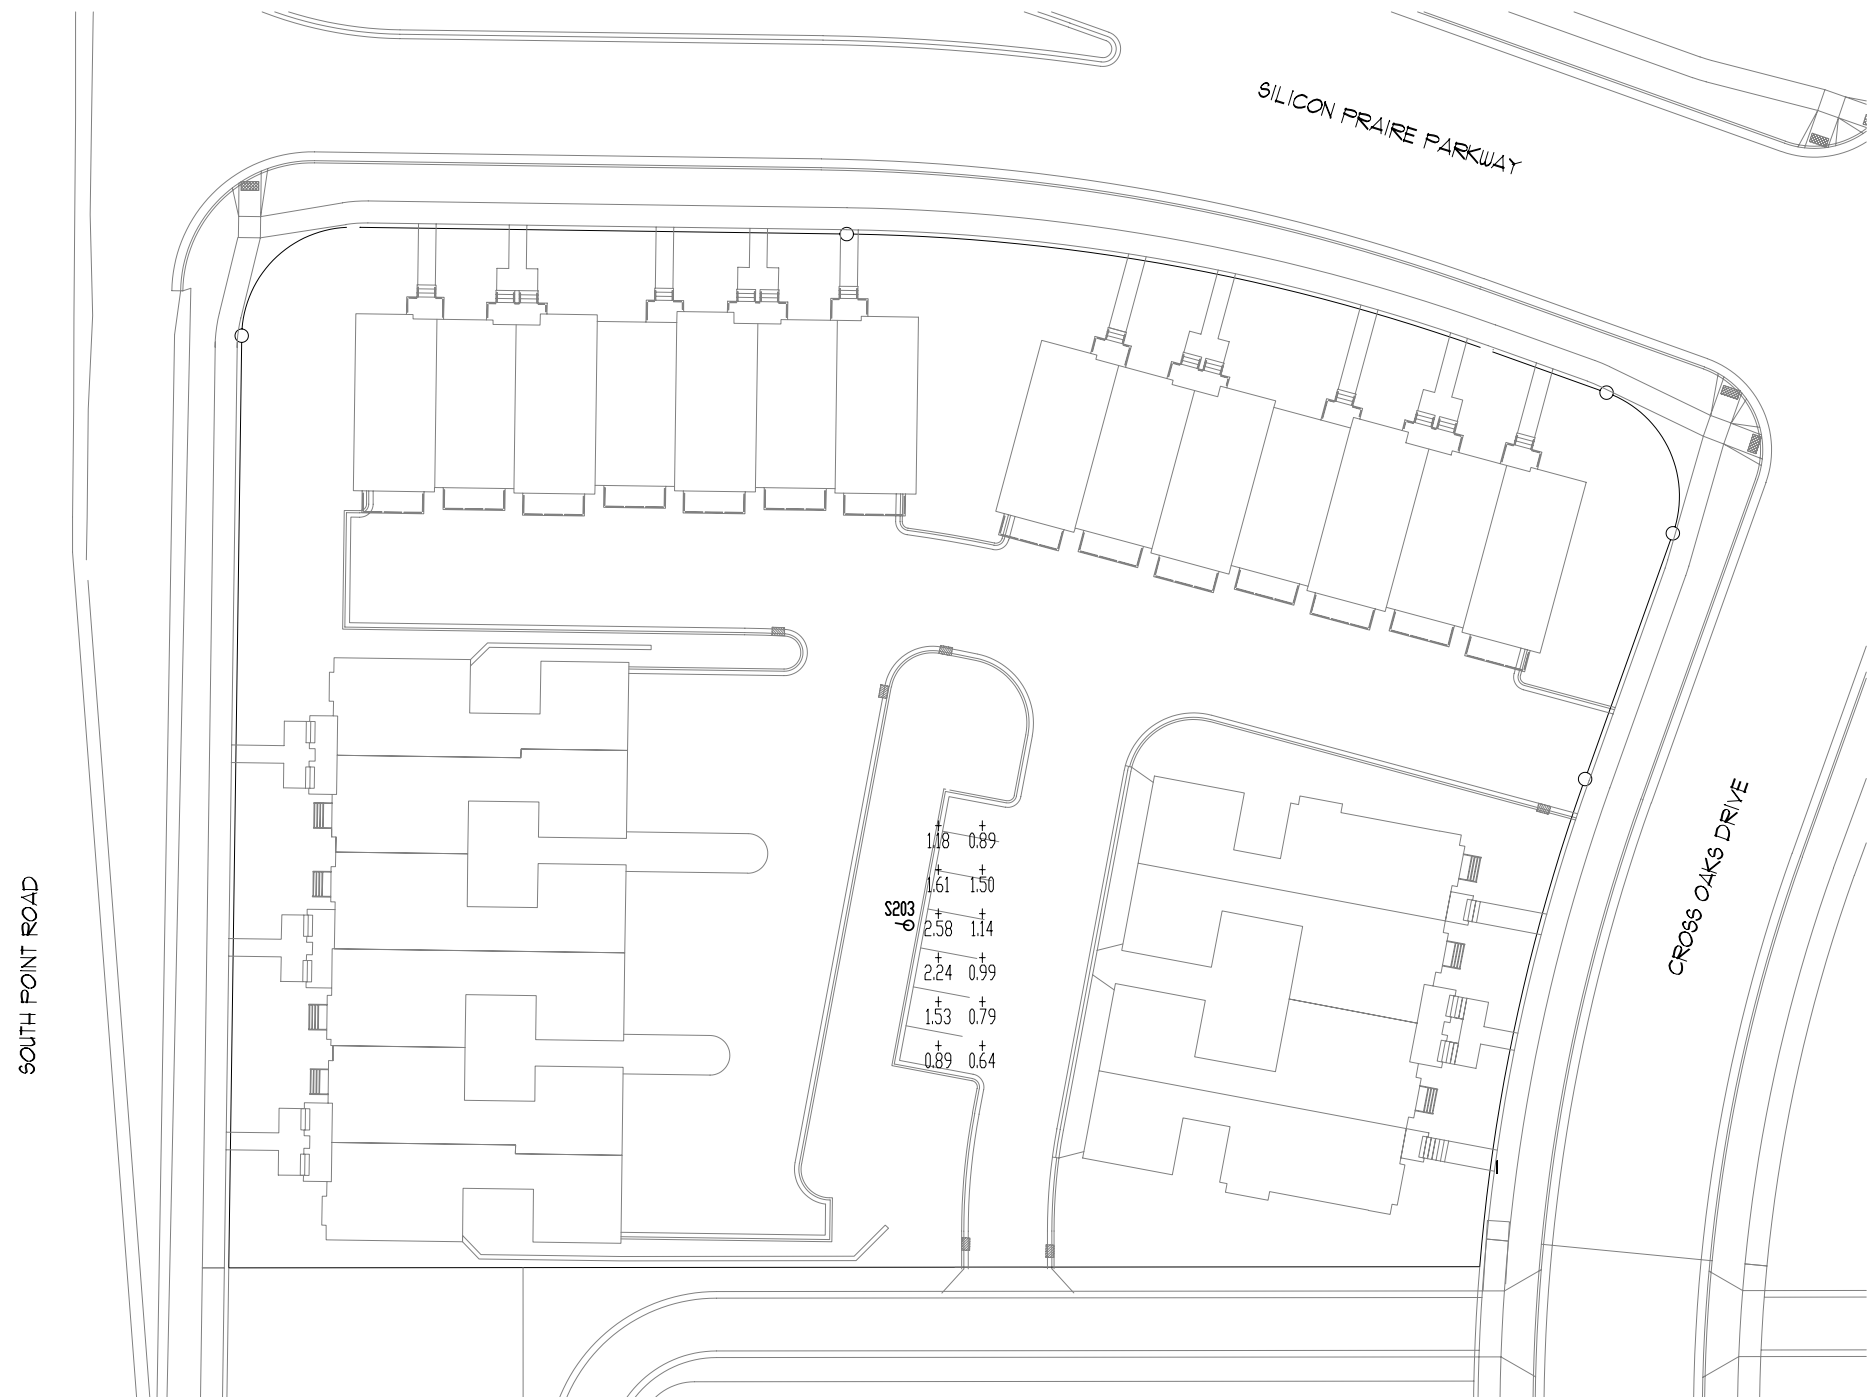 SILICON PRAIRE PARKWAY
1.18 0.89
1.61 1.50
S203
2.58 1.14
2.24 0.99
1.53 0.79
0.89 0.64
CROSS OAKS DRIVE
SOUTH POINT ROAD